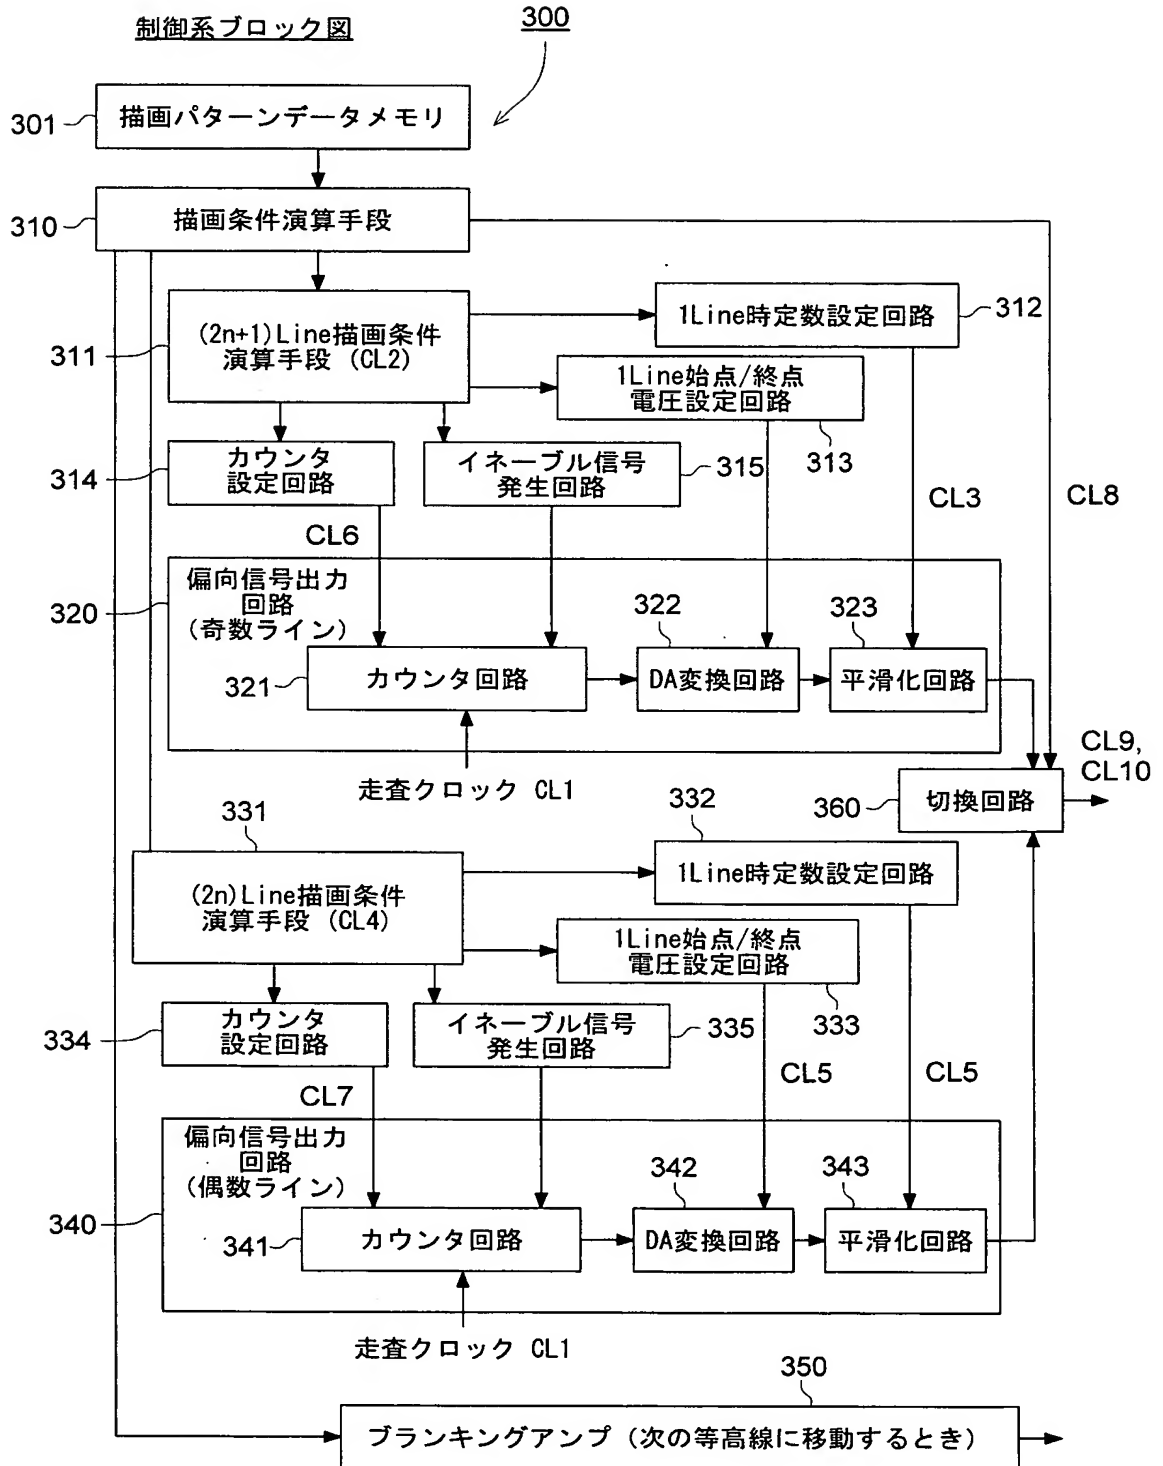 制御系ブロック図
300
301
描画パターンデータメモリ
310
描画条件演算手段
311
(2n+1)Line描画条件
演算手段 (CL2)
1Line時定数設定回路
312
1Line始点/終点
電圧設定回路
313
314
カウンタ
設定回路
イネーブル信号
発生回路
315
CL6
CL3
CL8
320
偏向信号出力
回路
(奇数ライン)
321
カウンタ回路
322
DA変換回路
323
平滑化回路
走査クロック CL1
CL9,
CL10
360
切換回路
331
(2n)Line描画条件
演算手段 (CL4)
332
1Line時定数設定回路
1Line始点/終点
電圧設定回路
333
334
カウンタ
設定回路
イネーブル信号
発生回路
335
CL7
CL5
CL5
340
偏向信号出力
回路
(偶数ライン)
341
カウンタ回路
342
DA変換回路
343
平滑化回路
走査クロック CL1
350
ブランキングアンプ (次の等高線に移動するとき)